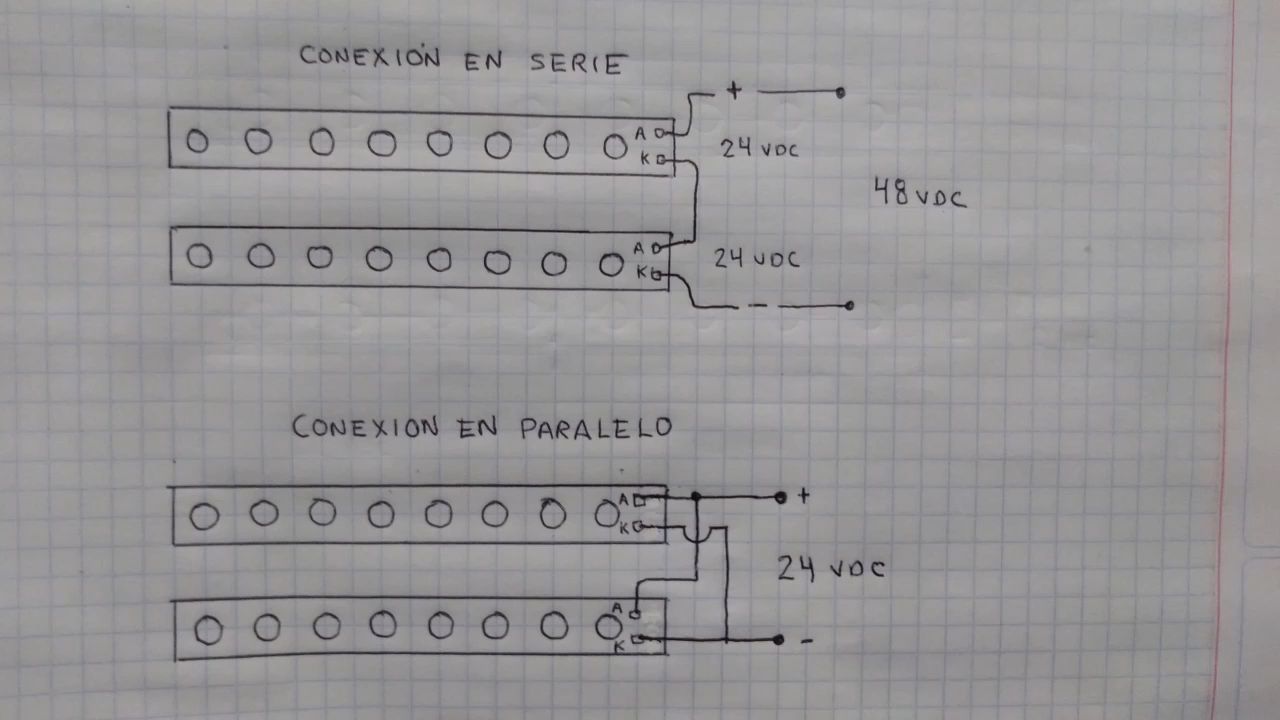 CONEXIÓN EN SERIE
+
A
K
24 VDC
48 VDC
A
K
24 VDC
-
CONEXION EN PARALELO
A
+
K
24 VDC
A
K
-